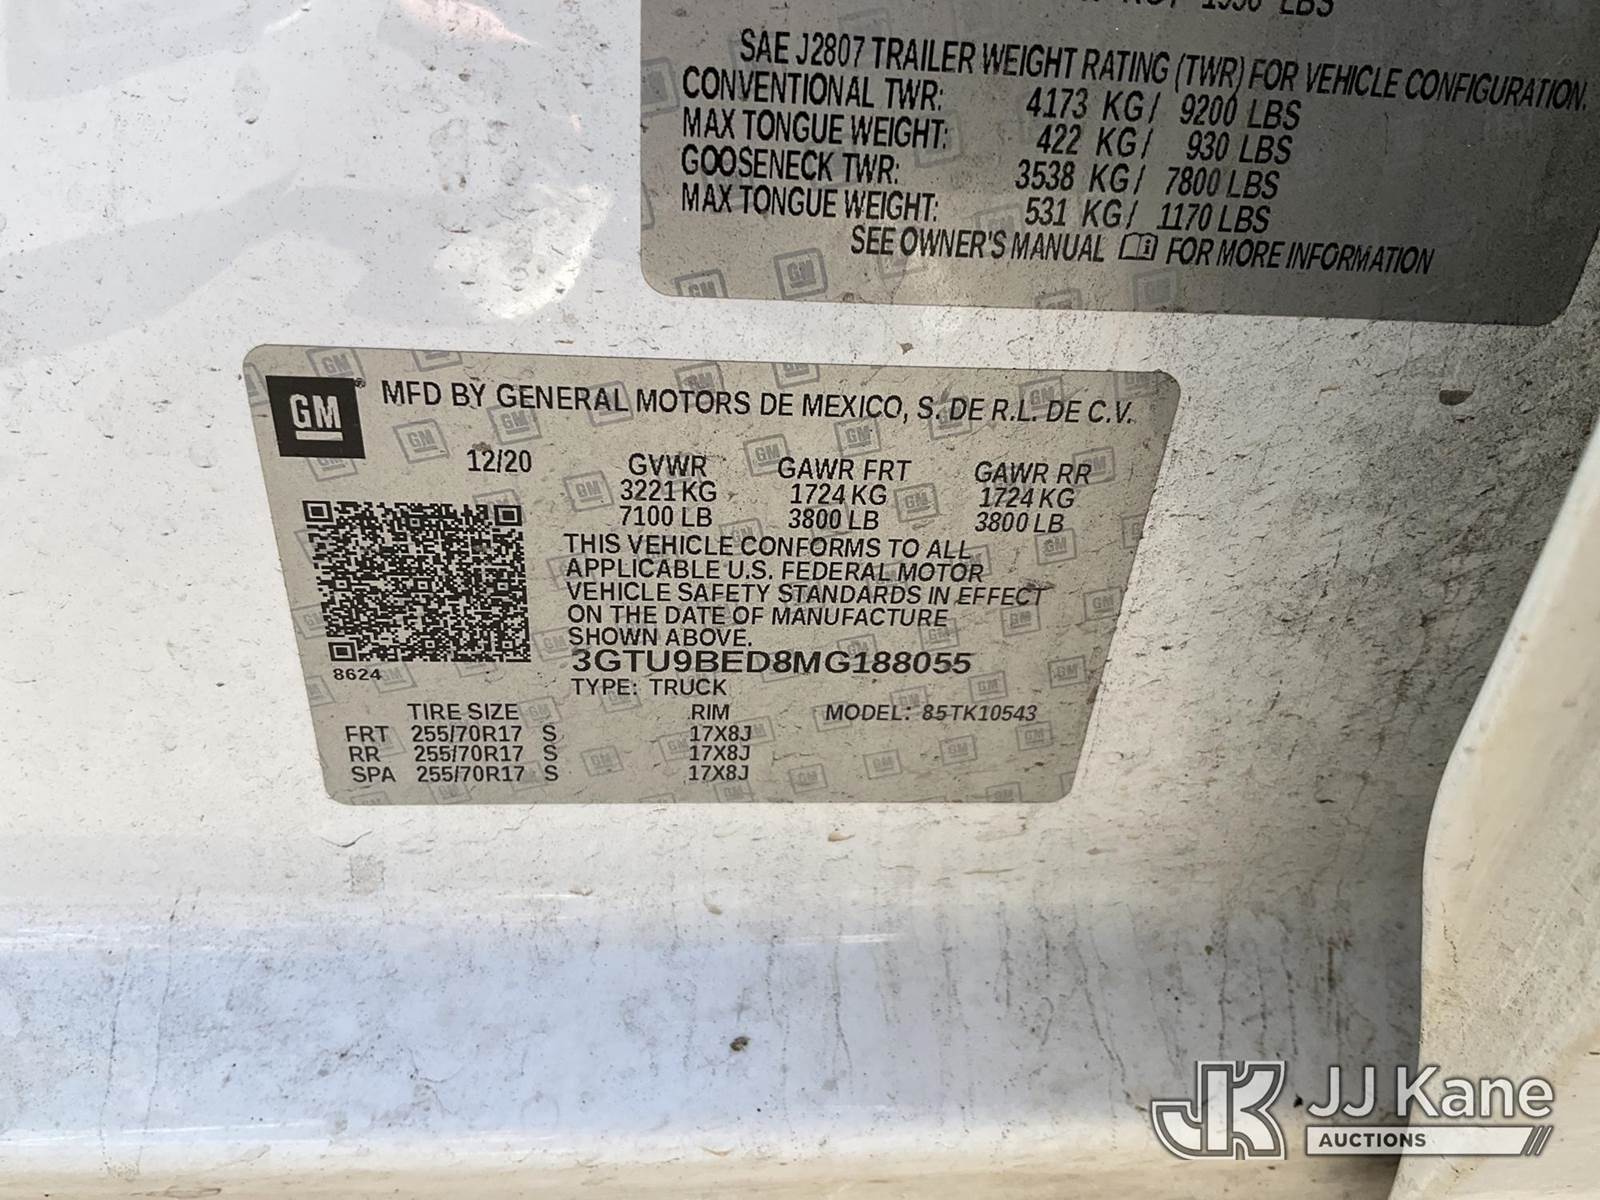 LBS
SAE J2807 TRAILER WEIGHT RATING (TWR) FOR VEHICLE CONFIGURATION.
CONVENTIONAL TWR: 4173 KG/ 9200 LBS
MAX TONGUE WEIGHT: 422 KG/ 930 LBS
GOOSENECK TWR: 3538 KG/ 7800 LBS
MAX TONGUE WEIGHT: 531 KG/ 1170 LBS
SEE OWNER'S MANUAL FOR MORE INFORMATION
GM
MFD BY GENERAL MOTORS DE MEXICO, S. DE R.L. DE C.V.
12/20 GVWR GAWR FRT GAWR RR
3221 KG 1724 KG 1724 KG
7100 LB 3800 LB 3800 LB
THIS VEHICLE CONFORMS TO ALL
APPLICABLE U.S. FEDERAL MOTOR
VEHICLE SAFETY STANDARDS IN EFFECT
ON THE DATE OF MANUFACTURE
SHOWN ABOVE.
3GTU9BED8MG188055
8624
TYPE: TRUCK
TIRE SIZE RIM MODEL: 85TK10543
FRT 255/70R17 S 17X8J
RR 255/70R17 S 17X8J
SPA 255/70R17 S 17X8J
JK JJ Kane
AUCTIONS